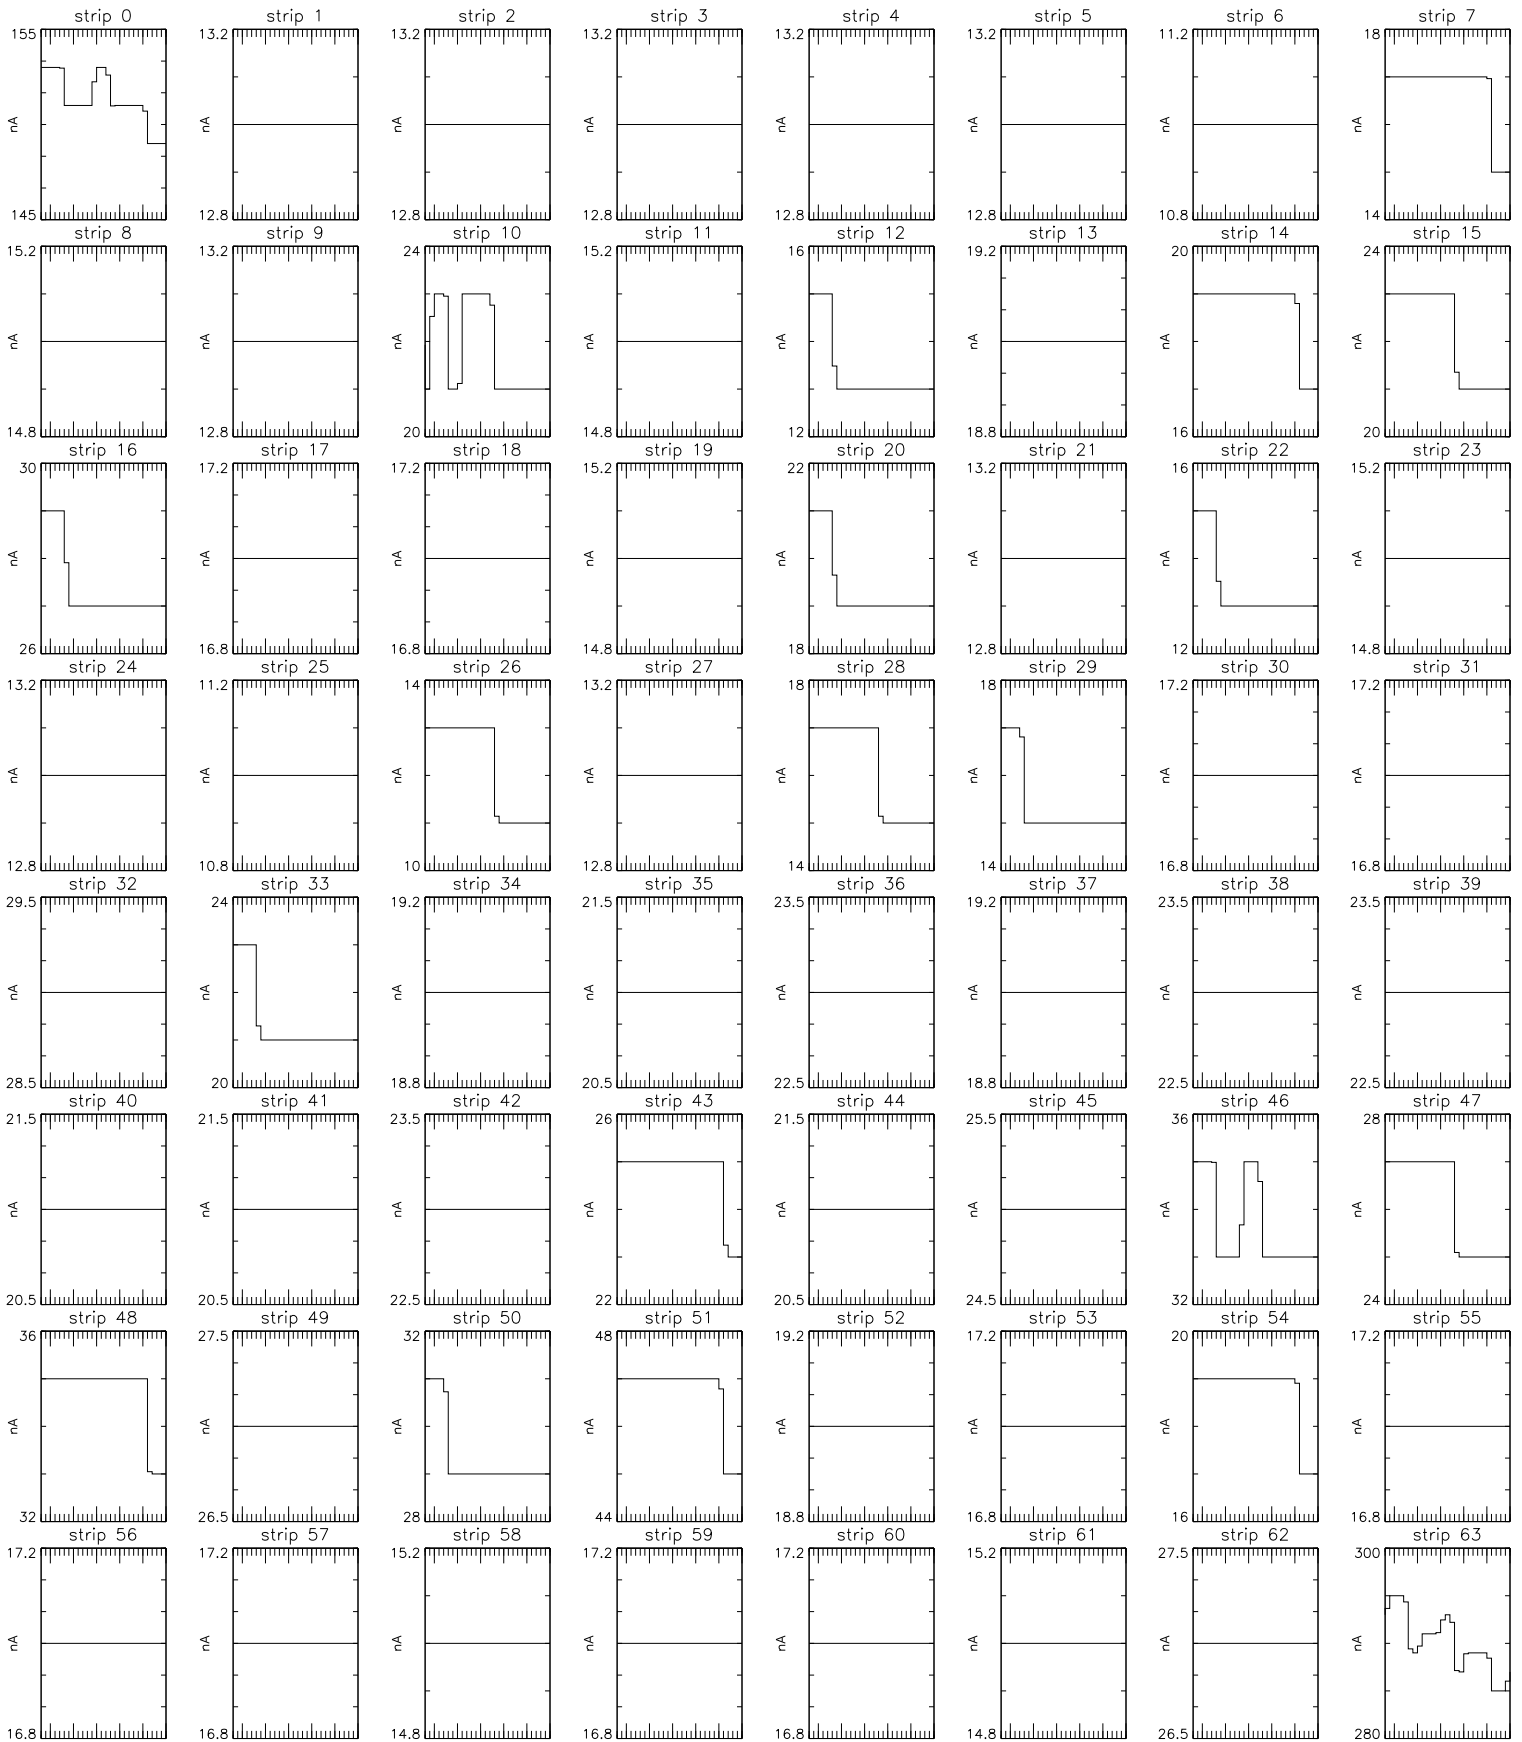 strip 0 strip 1 strip 2 strip 3 strip 4 strip 5 strip 6 strip 7
155 13.2 13.2 13.2 13.2 13.2 11.2 18
nA nA nA nA nA nA nA nA
145 12.8 12.8 12.8 12.8 12.8 10.8 14
strip 8 strip 9 strip 10 strip 11 strip 12 strip 13 strip 14 strip 15
15.2 13.2 24 15.2 16 19.2 20 24
nA nA nA nA nA nA nA nA
14.8 12.8 20 14.8 12 18.8 16 20
strip 16 strip 17 strip 18 strip 19 strip 20 strip 21 strip 22 strip 23
30 17.2 17.2 15.2 22 13.2 16 15.2
nA nA nA nA nA nA nA nA
26 16.8 16.8 14.8 18 12.8 12 14.8
strip 24 strip 25 strip 26 strip 27 strip 28 strip 29 strip 30 strip 31
13.2 11.2 14 13.2 18 18 17.2 17.2
nA nA nA nA nA nA nA nA
12.8 10.8 10 12.8 14 14 16.8 16.8
strip 32 strip 33 strip 34 strip 35 strip 36 strip 37 strip 38 strip 39
29.5 24 19.2 21.5 23.5 19.2 23.5 23.5
nA nA nA nA nA nA nA nA
28.5 20 18.8 20.5 22.5 18.8 22.5 22.5
strip 40 strip 41 strip 42 strip 43 strip 44 strip 45 strip 46 strip 47
21.5 21.5 23.5 26 21.5 25.5 36 28
nA nA nA nA nA nA nA nA
20.5 20.5 22.5 22 20.5 24.5 32 24
strip 48 strip 49 strip 50 strip 51 strip 52 strip 53 strip 54 strip 55
36 27.5 32 48 19.2 17.2 20 17.2
nA nA nA nA nA nA nA nA
32 26.5 28 44 18.8 16.8 16 16.8
strip 56 strip 57 strip 58 strip 59 strip 60 strip 61 strip 62 strip 63
17.2 17.2 15.2 17.2 17.2 15.2 27.5 300
nA nA nA nA nA nA nA nA
16.8 16.8 14.8 16.8 16.8 14.8 26.5 280